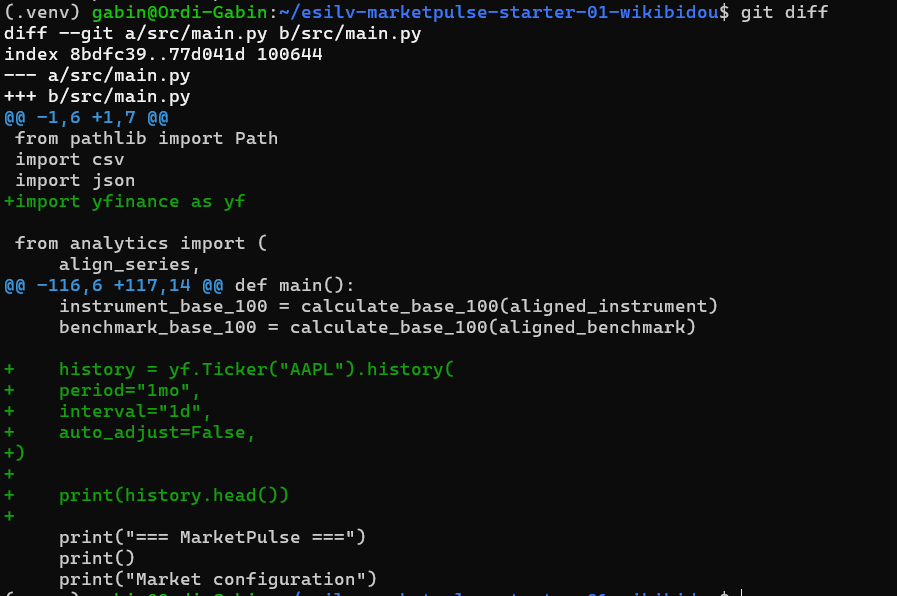 (.venv) gabin@Ordi-Gabin:~/esilv-marketpulse-starter-01-wikibidou$ git diff
diff --git a/src/main.py b/src/main.py
index 8bdfc39..77d041d 100644
--- a/src/main.py
+++ b/src/main.py
@@ -1,6 +1,7 @@
 from pathlib import Path
 import csv
 import json
+import yfinance as yf

 from analytics import (
     align_series,
@@ -116,6 +117,14 @@ def main():
     instrument_base_100 = calculate_base_100(aligned_instrument)
     benchmark_base_100 = calculate_base_100(aligned_benchmark)

+    history = yf.Ticker("AAPL").history(
+    period="1mo",
+    interval="1d",
+    auto_adjust=False,
+)
+
+    print(history.head())
+
     print("=== MarketPulse ===")
     print()
     print("Market configuration")